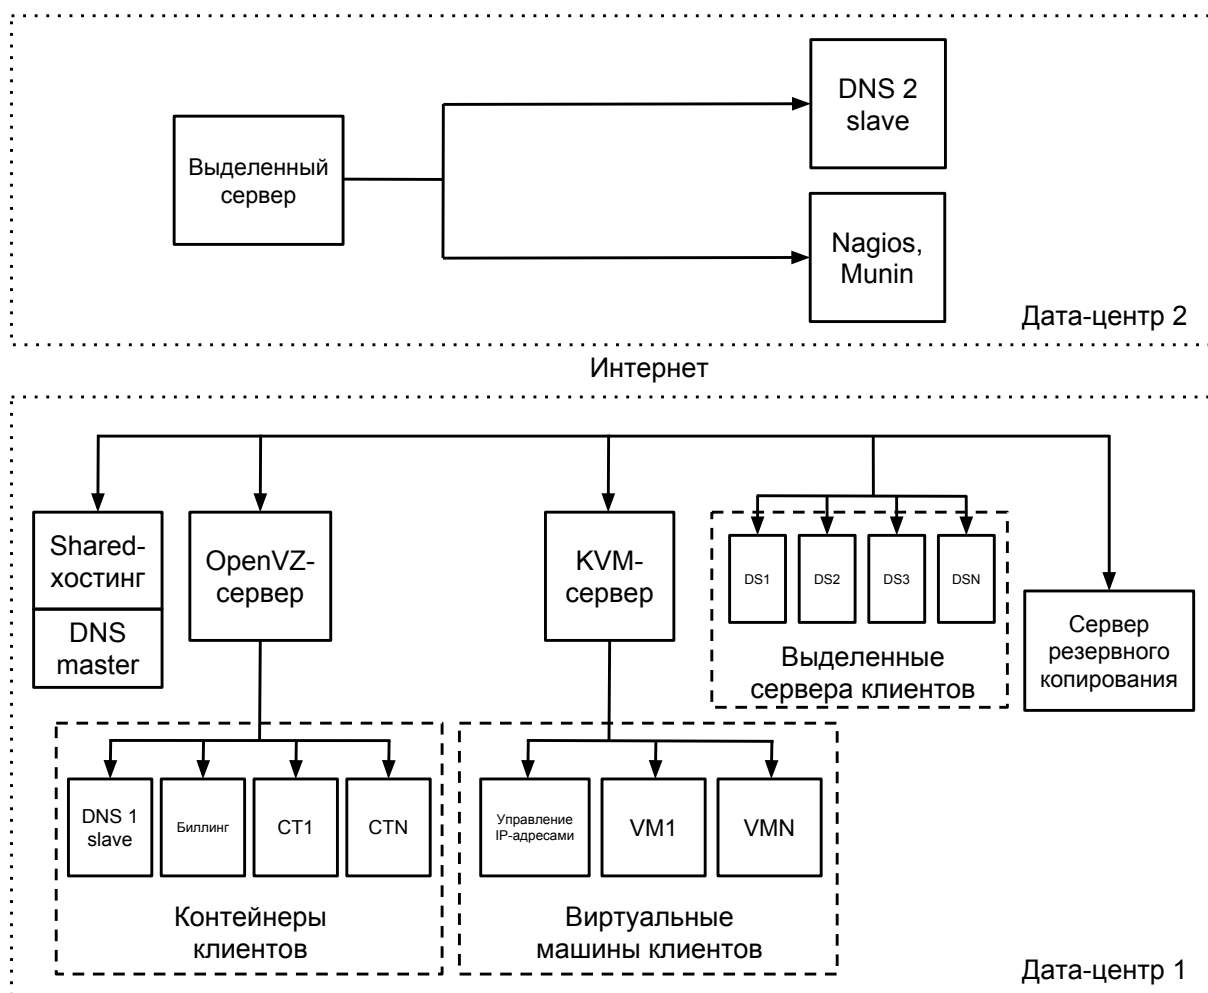 DNS 2
slave
Выделенный
сервер
Nagios,
Munin
Дата-центр 2
Интернет
Shared-
хостинг
DNS
master
OpenVZ-
сервер
KVM-
сервер
DS1
DS2
DS3
DSN
Выделенные
сервера клиентов
Сервер
резервного
копирования
DNS 1
slave
Биллинг
CT1
CTN
Контейнеры
клиентов
Управление
IP-адресами
VM1
VMN
Виртуальные
машины клиентов
Дата-центр 1